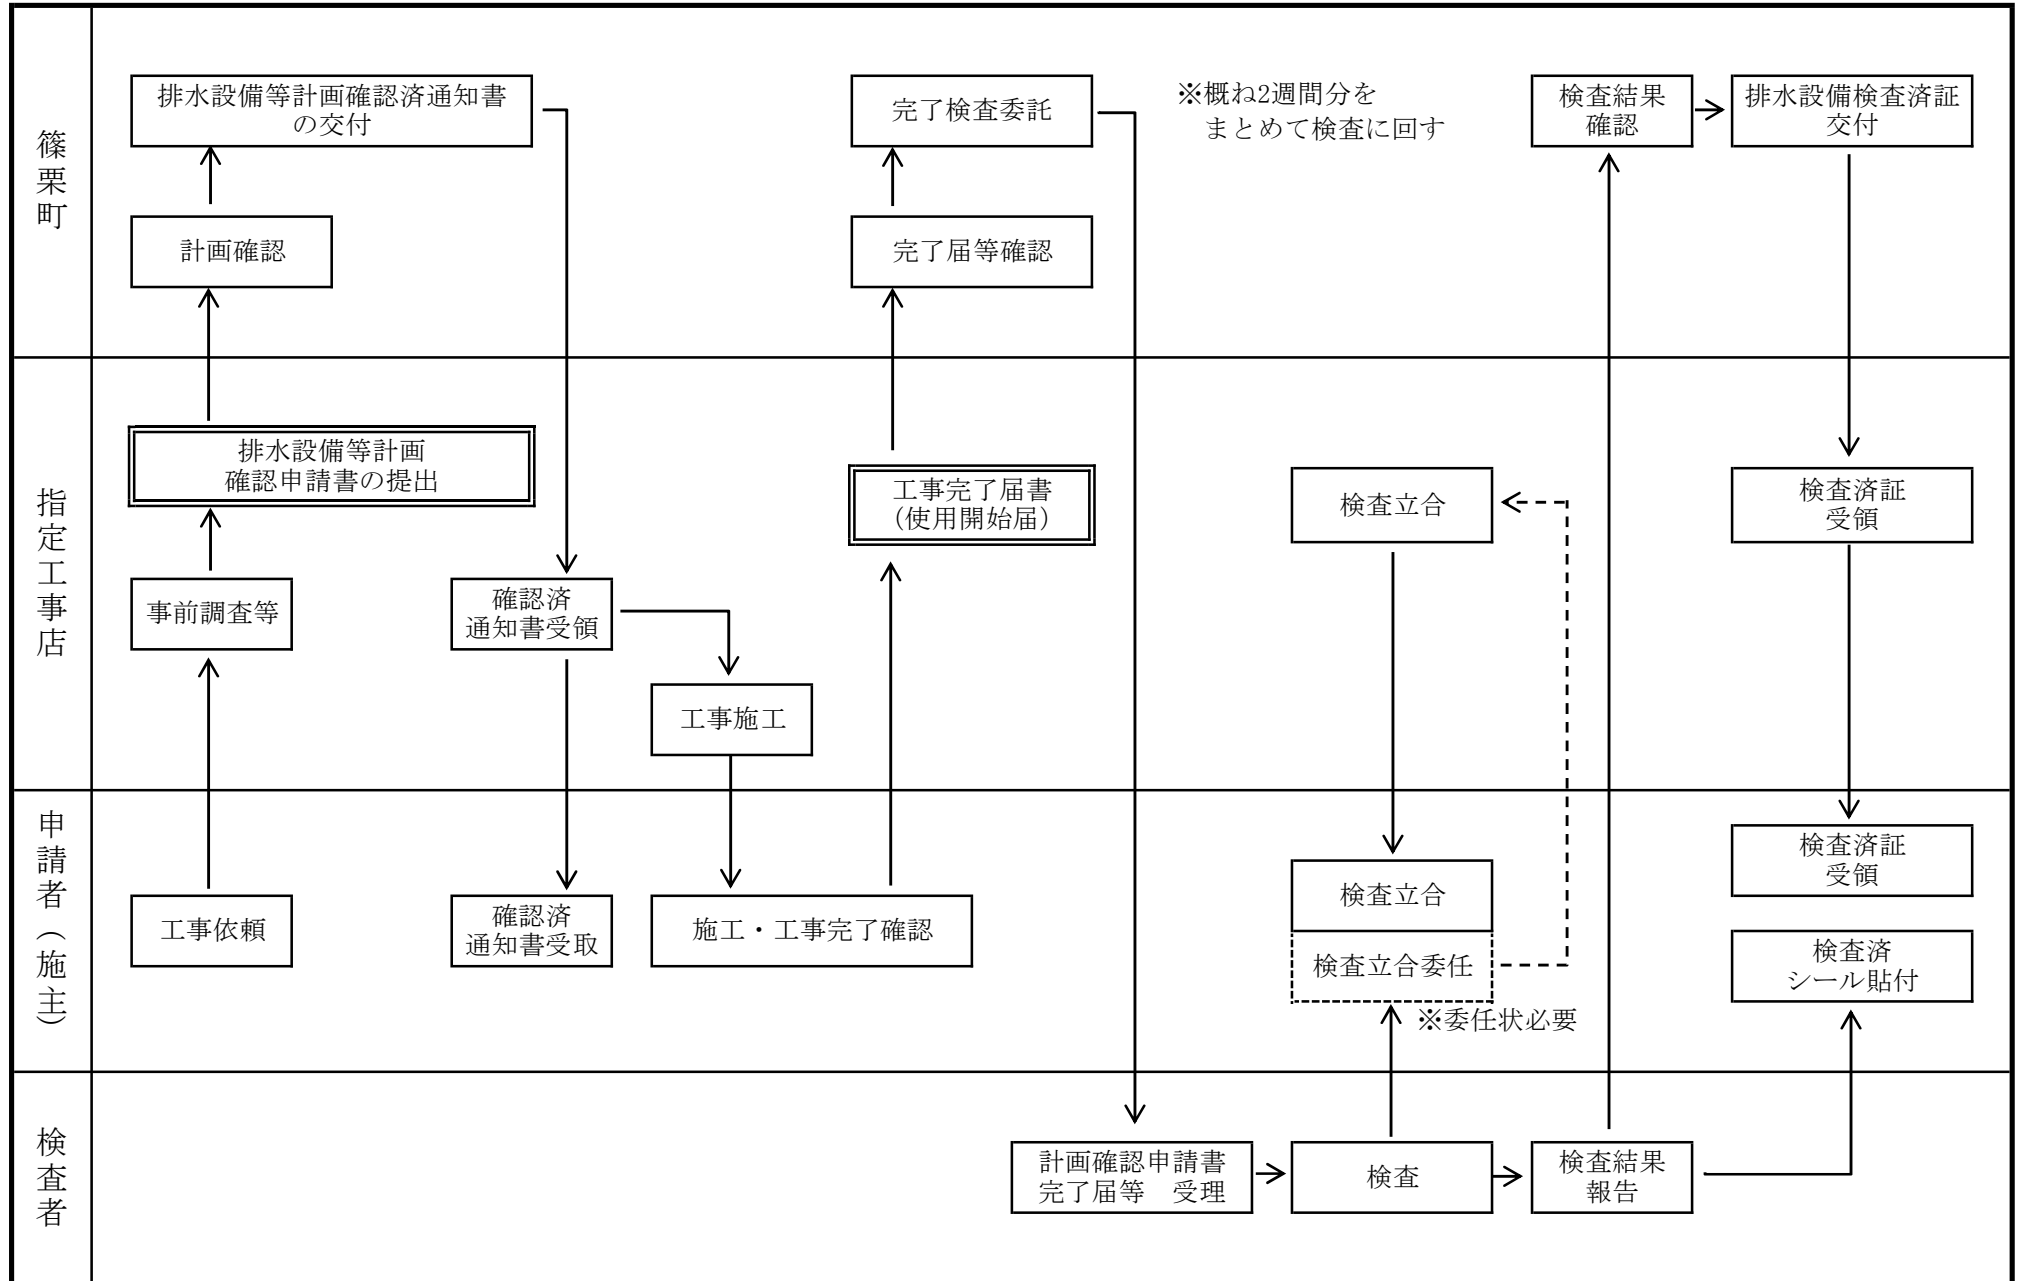 篠栗町
排水設備等計画確認済通知書
の交付
計画確認
完了検査委託
完了届等確認
※概ね2週間分を
まとめて検査に回す
検査結果
確認
排水設備検査済証
交付
指定工事店
排水設備等計画
確認申請書の提出
事前調査等
確認済
通知書受領
工事施工
工事完了届書
（使用開始届）
検査立合
検査済証
受領
申請者（施主）
工事依頼
確認済
通知書受取
施工・工事完了確認
検査立合
検査立合委任
※委任状必要
検査済証
受領
検査済
シール貼付
検査者
計画確認申請書
完了届等　受理
検査
検査結果
報告